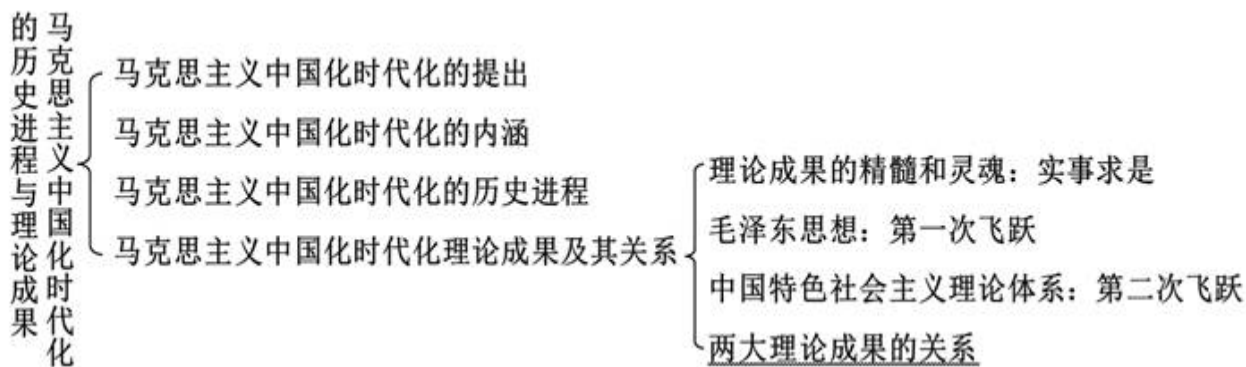 马克思主义中国化时代化
的历史进程与理论成果
马克思主义中国化时代化的提出
马克思主义中国化时代化的内涵
马克思主义中国化时代化的历史进程
马克思主义中国化时代化理论成果及其关系
理论成果的精髓和灵魂：实事求是
毛泽东思想：第一次飞跃
中国特色社会主义理论体系：第二次飞跃
两大理论成果的关系